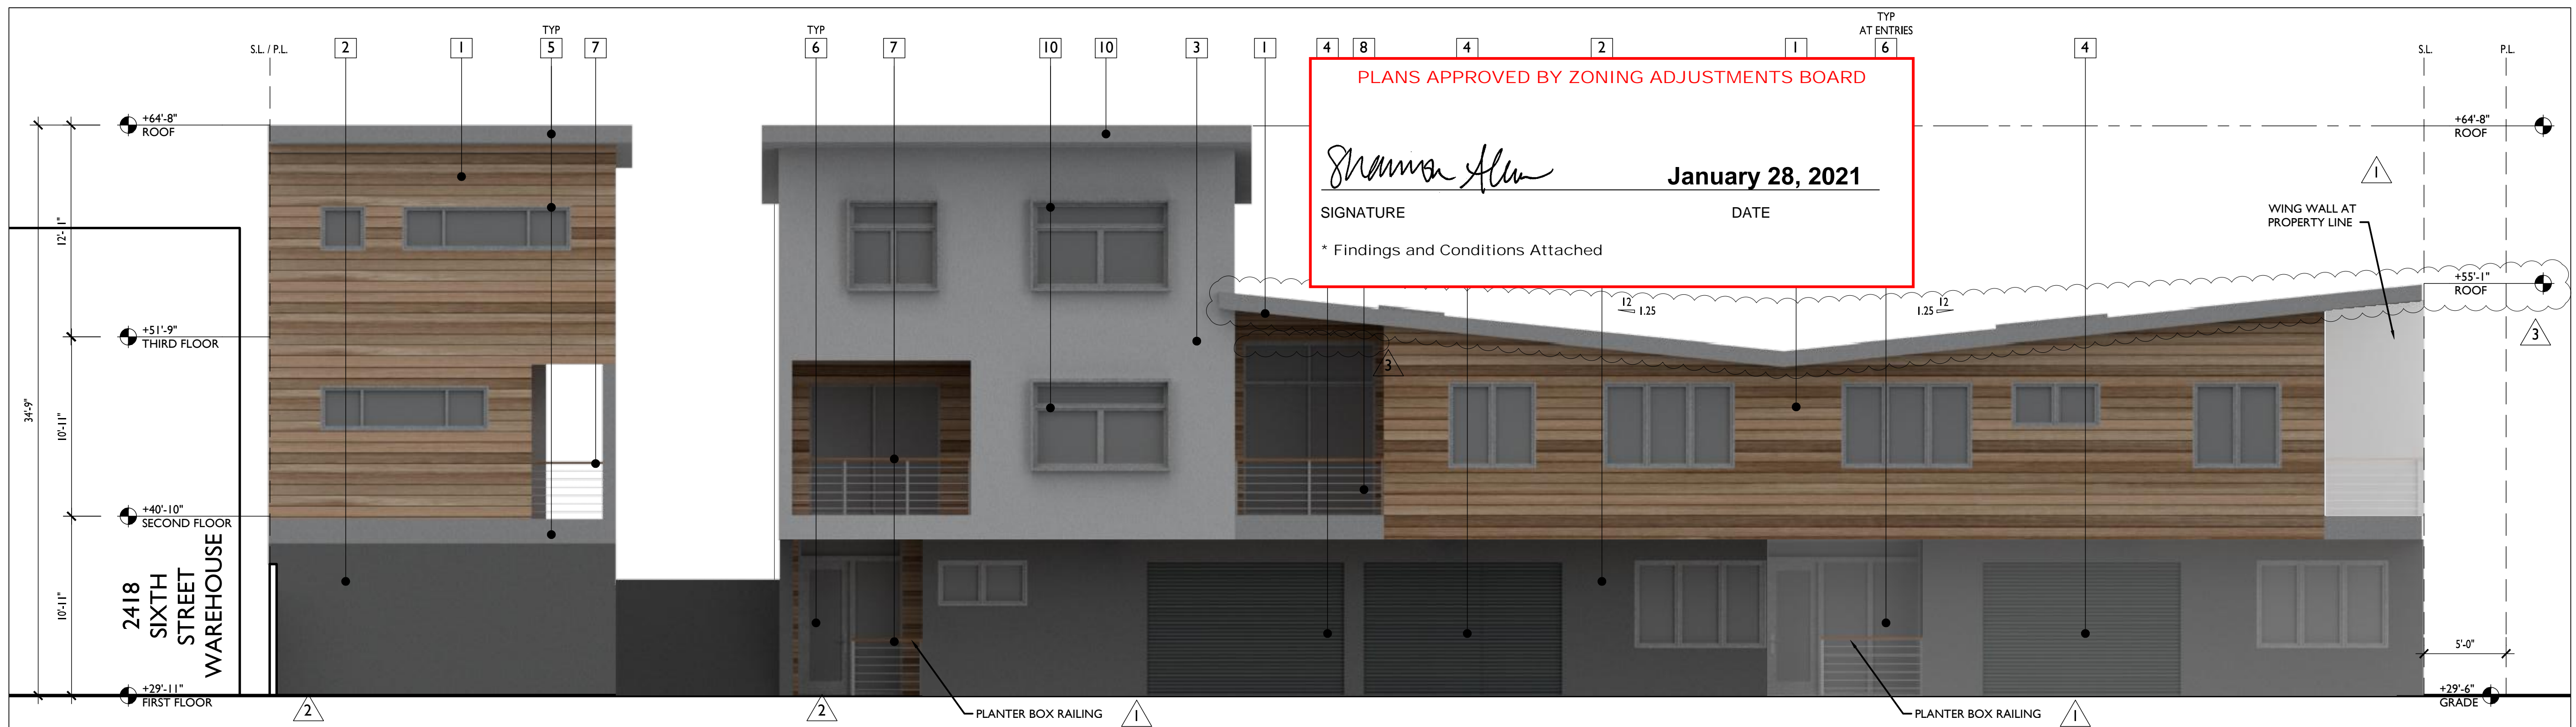 TYP
AT ENTRIES
TYP
TYP
S.L. / P.L.
2
1
5
7
6
7
10
10
3
1
4
8
4
2
1
6
4
S.L.
P.L.
PLANS APPROVED BY ZONING ADJUSTMENTS BOARD
January 28, 2021
SIGNATURE
DATE
* Findings and Conditions Attached
+64'-8"
ROOF
+64'-8"
ROOF
1
WING WALL AT
PROPERTY LINE
12'-1"
+55'-1"
ROOF
12
1.25
12
1.25
+51'-9"
THIRD FLOOR
3
3
34'-9"
10'-11"
+40'-10"
SECOND FLOOR
2418
SIXTH
STREET
WAREHOUSE
10'-11"
5'-0"
+29'-11"
FIRST FLOOR
+29'-6"
GRADE
2
2
PLANTER BOX RAILING
1
PLANTER BOX RAILING
1